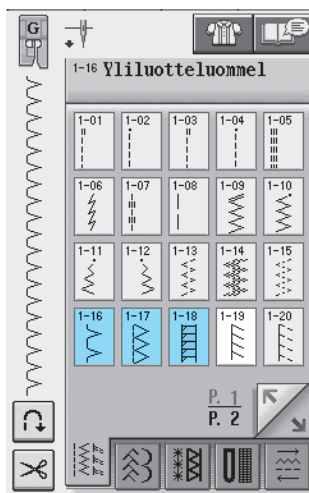 G
1-16 Yliluotteluommel
1-01 1-02 1-03 1-04 1-05
1-06 1-07 1-08 1-09 1-10
1-11 1-12 1-13 1-14 1-15
1-16 1-17 1-18 1-19 1-20
P. 1
P. 2